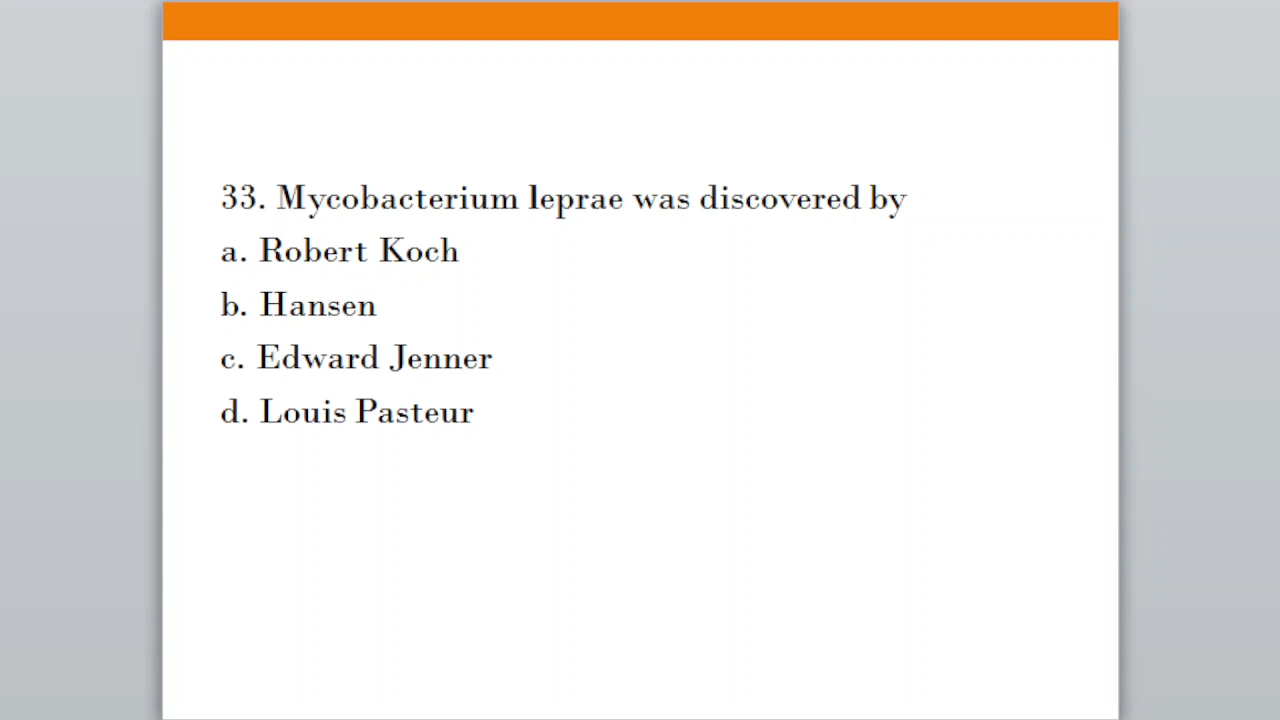 33. Mycobacterium leprae was discovered by
a. Robert Koch
b. Hansen
c. Edward Jenner
d. Louis Pasteur